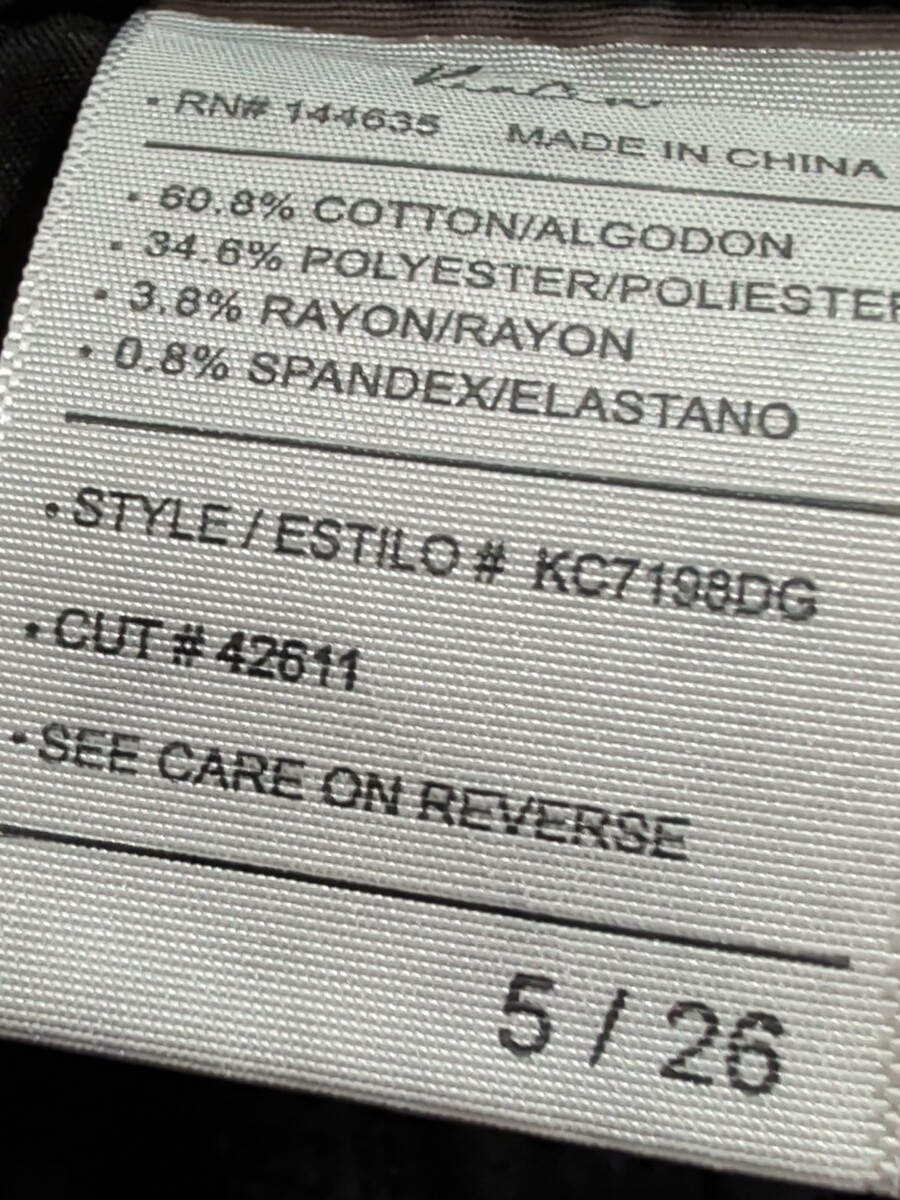 • RN# 144635 MADE IN CHINA
• 60.8% COTTON/ALGODON
• 34.6% POLYESTER/POLIESTER
• 3.8% RAYON/RAYON
• 0.8% SPANDEX/ELASTANO
• STYLE / ESTILO # KC7198DG
• CUT # 42611
• SEE CARE ON REVERSE
5 / 26